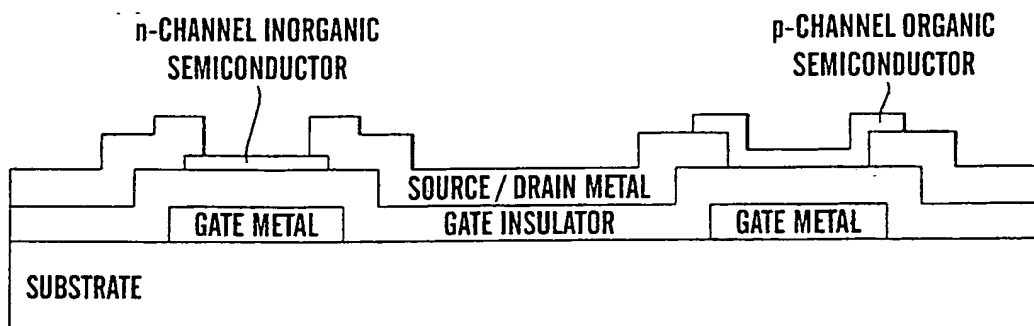 n-CHANNEL INORGANIC
SEMICONDUCTOR
p-CHANNEL ORGANIC
SEMICONDUCTOR
SOURCE / DRAIN METAL
GATE METAL
GATE INSULATOR
GATE METAL
SUBSTRATE